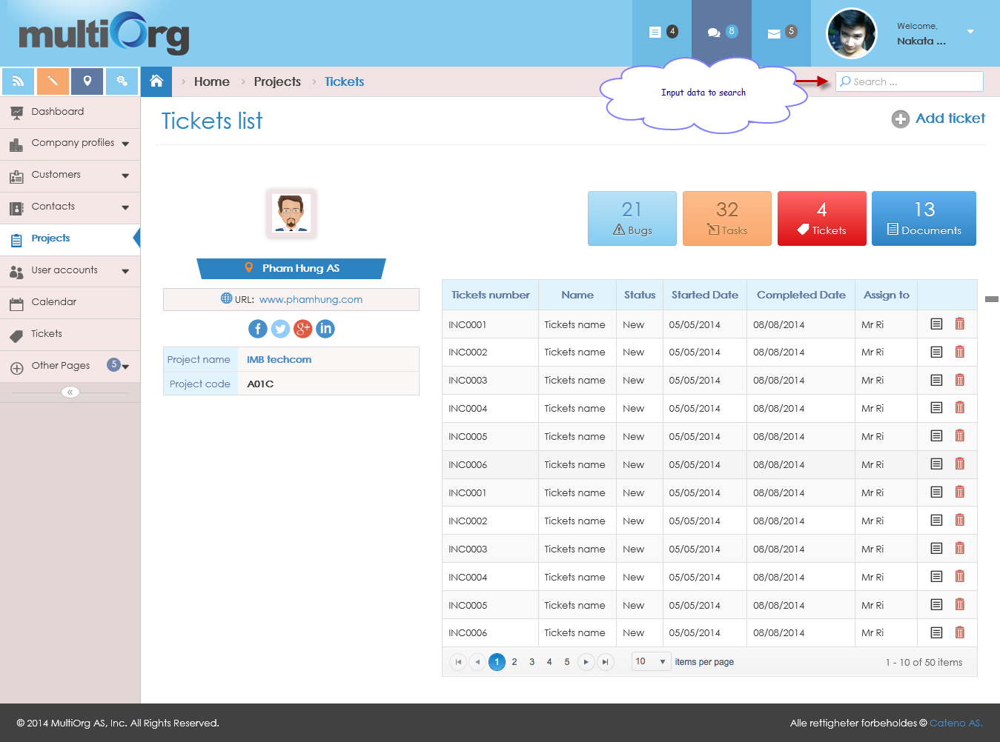 multiOrg
4
8
5
Welcome,
Nakata ...
Home
Projects
Tickets
Input data to search
Search ...
Dashboard
Company profiles
Customers
Contacts
Projects
User accounts
Calendar
Tickets
Other Pages 5
«
Tickets list
Add ticket
21
Bugs
32
Tasks
4
Tickets
13
Documents
Pham Hung AS
URL: www.phamhung.com
f g+ in
Project name IMB techcom
Project code A01C
Tickets number Name Status Started Date Completed Date Assign to
INC0001 Tickets name New 05/05/2014 08/08/2014 Mr Ri
INC0002 Tickets name New 05/05/2014 08/08/2014 Mr Ri
INC0003 Tickets name New 05/05/2014 08/08/2014 Mr Ri
INC0004 Tickets name New 05/05/2014 08/08/2014 Mr Ri
INC0005 Tickets name New 05/05/2014 08/08/2014 Mr Ri
INC0006 Tickets name New 05/05/2014 08/08/2014 Mr Ri
INC0001 Tickets name New 05/05/2014 08/08/2014 Mr Ri
INC0002 Tickets name New 05/05/2014 08/08/2014 Mr Ri
INC0003 Tickets name New 05/05/2014 08/08/2014 Mr Ri
INC0004 Tickets name New 05/05/2014 08/08/2014 Mr Ri
INC0005 Tickets name New 05/05/2014 08/08/2014 Mr Ri
INC0006 Tickets name New 05/05/2014 08/08/2014 Mr Ri
1 2 3 4 5 10 items per page 1 - 10 of 50 items
© 2014 MultiOrg AS, Inc. All Rights Reserved.
Alle rettigheter forbeholdes © Cateno AS.